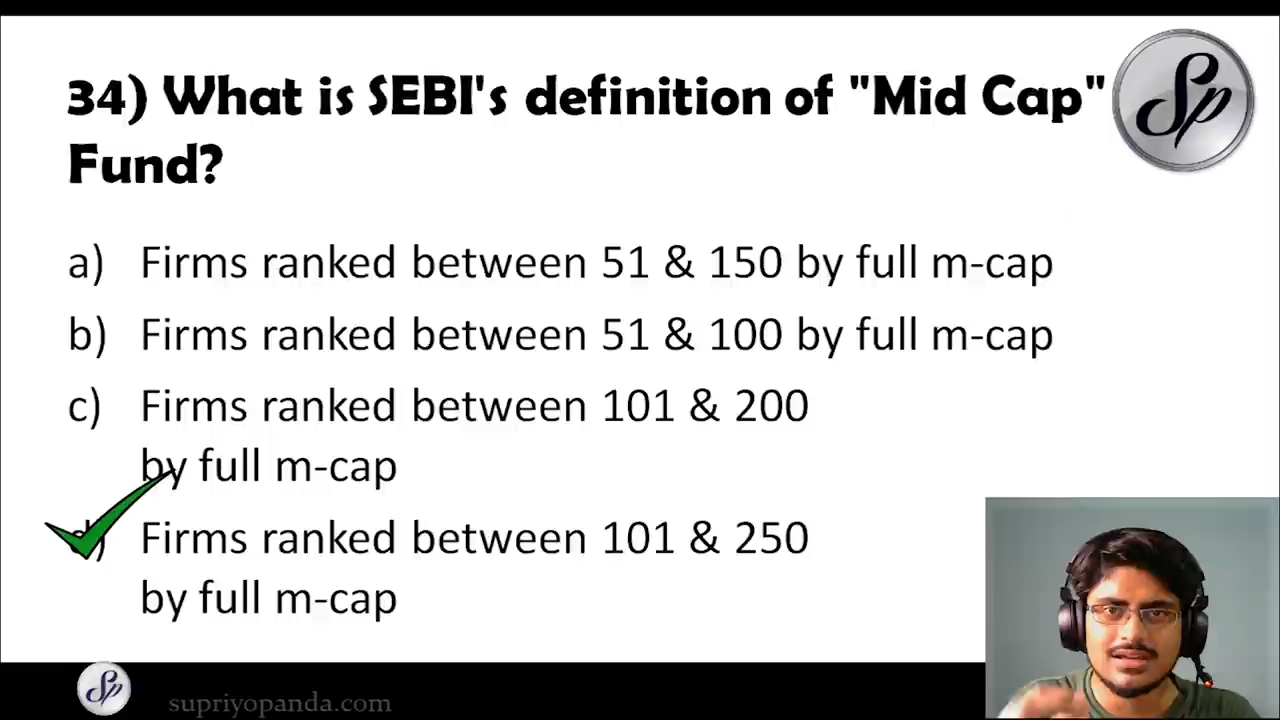 34) What is SEBI's definition of "Mid Cap"
Fund?
Sp
a) Firms ranked between 51 & 150 by full m-cap
b) Firms ranked between 51 & 100 by full m-cap
c) Firms ranked between 101 & 200
by full m-cap
d) Firms ranked between 101 & 250
by full m-cap
Sp
supriyopanda.com